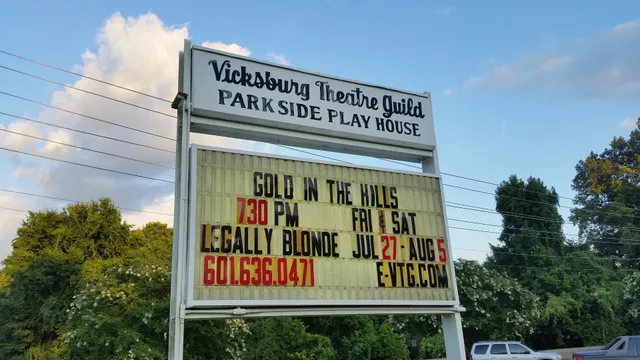 Vicksburg Theatre Guild
PARKSIDE PLAY HOUSE
GOLD IN THE HILLS
730 PM FRI & SAT
LEGALLY BLONDE JUL 27 - AUG 5
601.636.0471 E-VTG.COM